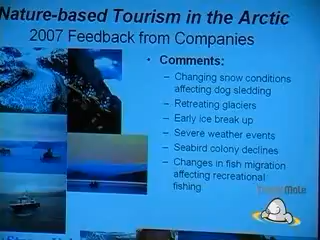 Nature-based Tourism in the Arctic
2007 Feedback from Companies
• Comments:
– Changing snow conditions
affecting dog sledding
– Retreating glaciers
– Early ice break up
– Severe weather events
– Seabird colony declines
– Changes in fish migration
affecting recreational
fishing